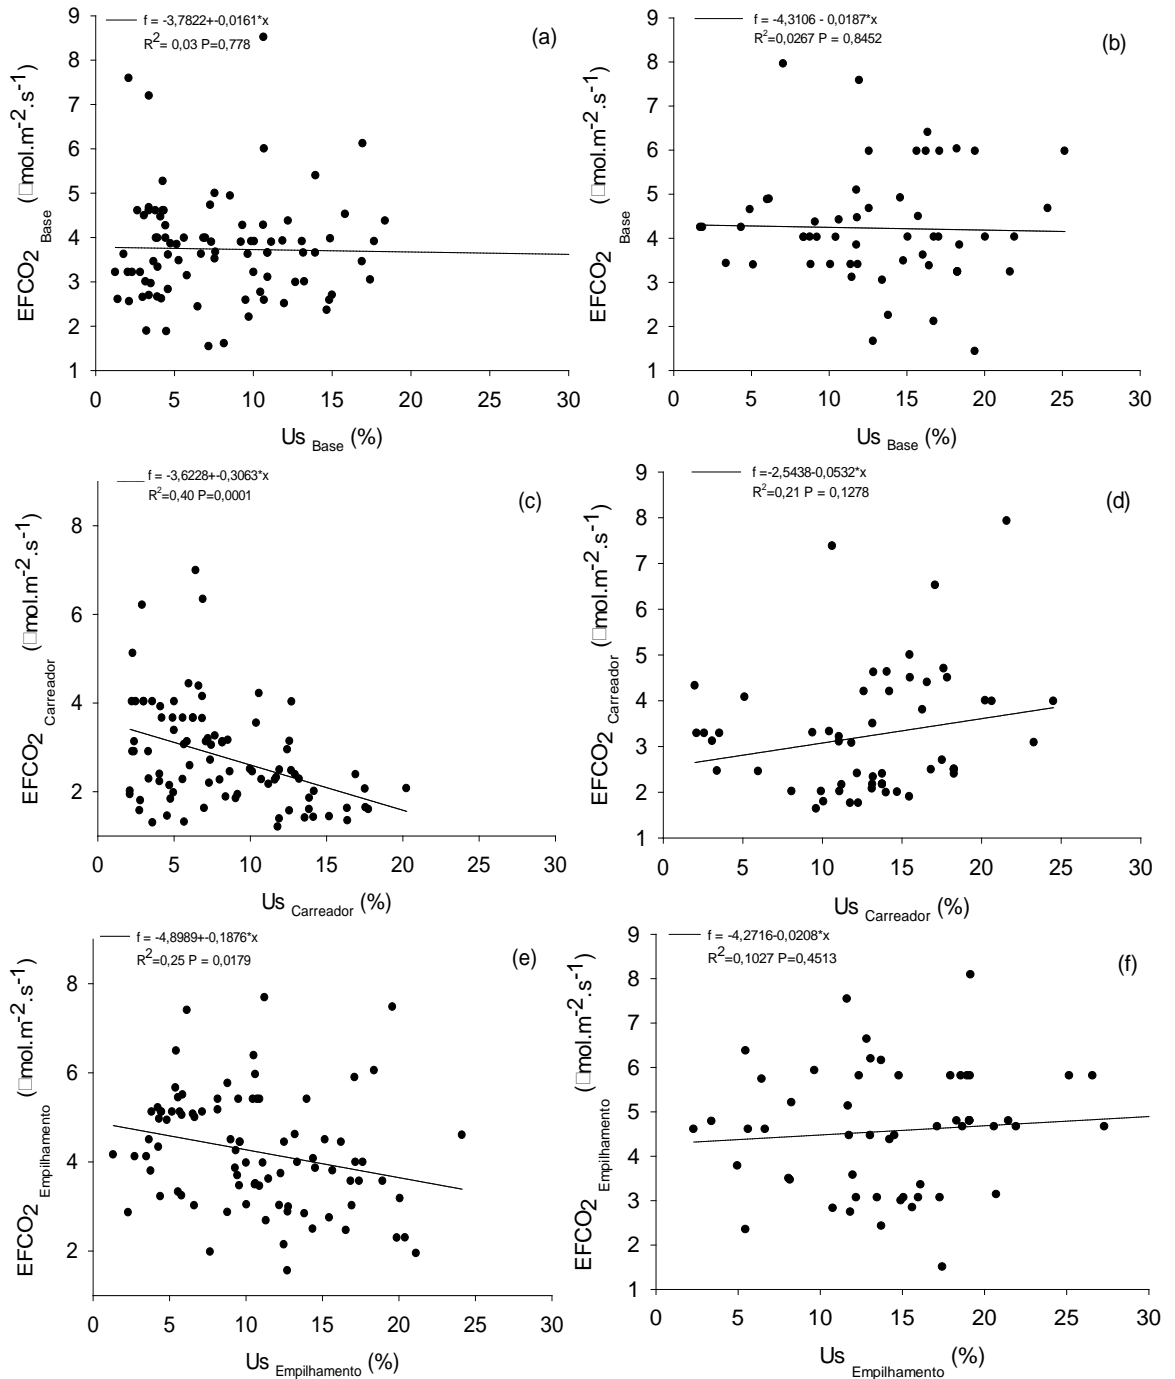 f = -3,7822+-0,0161*x
R2= 0,03 P=0,778
(a)
EFCO2 Base (□mol.m-2.s-1)
9
8
7
6
5
4
3
2
1
0 5 10 15 20 25 30
Us Base (%)
f = -4,3106 - 0,0187*x
R2=0,0267 P = 0,8452
(b)
EFCO2 Base (□mol.m-2.s-1)
9
8
7
6
5
4
3
2
1
0 5 10 15 20 25 30
Us Base (%)
f = -3,6228+-0,3063*x
R2=0,40 P=0,0001
(c)
EFCO2 Carreador (□mol.m-2.s-1)
8
6
4
2
0 5 10 15 20 25 30
Us Carreador (%)
f =-2,5438-0,0532*x
R2=0,21 P = 0,1278
(d)
EFCO2 Carreador (□mol.m-2.s-1)
9
8
7
6
5
4
3
2
1
0 5 10 15 20 25 30
Us Carreador (%)
f = -4,8989+-0,1876*x
R2=0,25 P = 0,0179
(e)
EFCO2 Empilhamento (□mol.m-2.s-1)
8
6
4
2
0 5 10 15 20 25 30
Us Empilhamento (%)
f = -4,2716-0,0208*x
R2=0,1027 P=0,4513
(f)
EFCO2 Empilhamento (□mol.m-2.s-1)
9
8
7
6
5
4
3
2
1
0 5 10 15 20 25 30
Us Empilhamento (%)